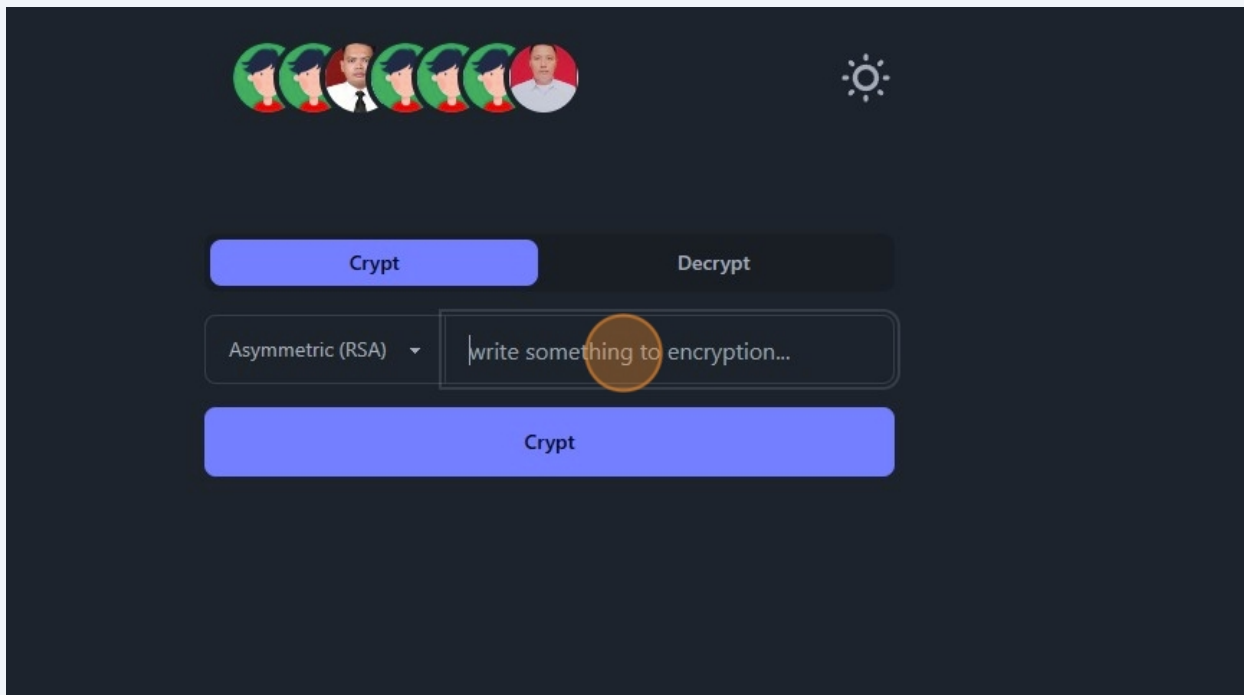 Crypt Decrypt
Asymmetric (RSA) write something to encryption...
Crypt